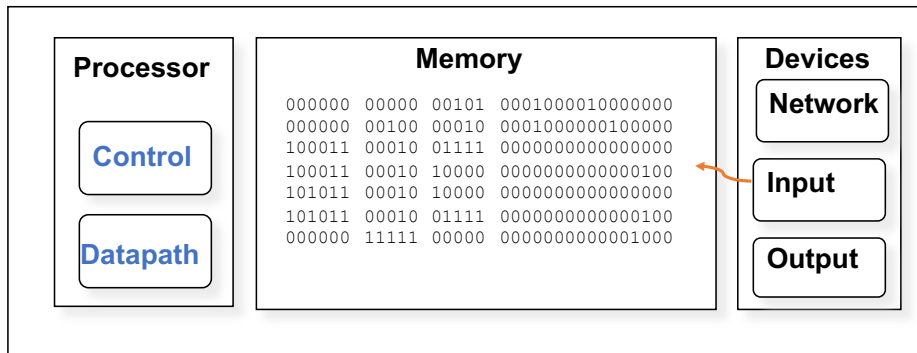 Processor
Control
Datapath
Memory
000000 00000 00101 0001000010000000
000000 00100 00010 0001000000100000
100011 00010 01111 0000000000000000
100011 00010 10000 0000000000000100
101011 00010 10000 0000000000000000
101011 00010 01111 0000000000000100
000000 11111 00000 0000000000001000
Devices
Network
Input
Output